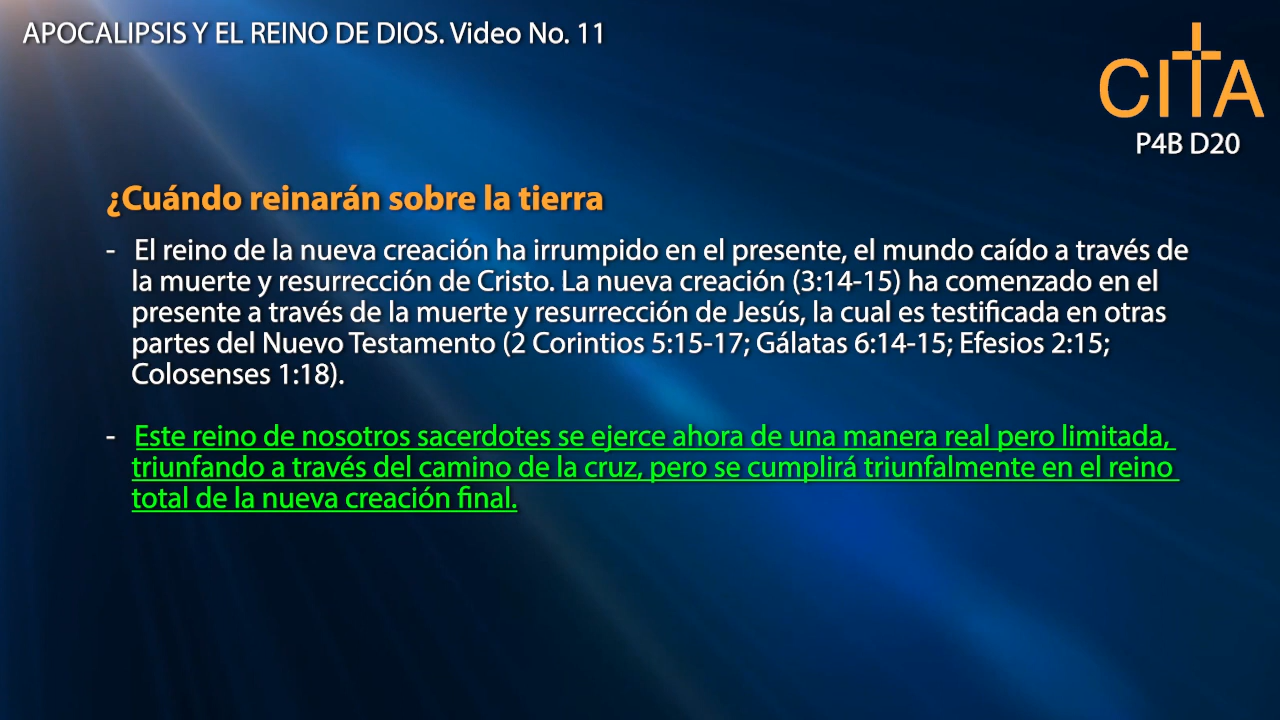 APOCALIPSIS Y EL REINO DE DIOS. Video No. 11
CITA
P4B D20
¿Cuándo reinarán sobre la tierra
- El reino de la nueva creación ha irrumpido en el presente, el mundo caído a través de
la muerte y resurrección de Cristo. La nueva creación (3:14-15) ha comenzado en el
presente a través de la muerte y resurrección de Jesús, la cual es testificada en otras
partes del Nuevo Testamento (2 Corintios 5:15-17; Gálatas 6:14-15; Efesios 2:15;
Colosenses 1:18).
- Este reino de nosotros sacerdotes se ejerce ahora de una manera real pero limitada,
triunfando a través del camino de la cruz, pero se cumplirá triunfalmente en el reino
total de la nueva creación final.